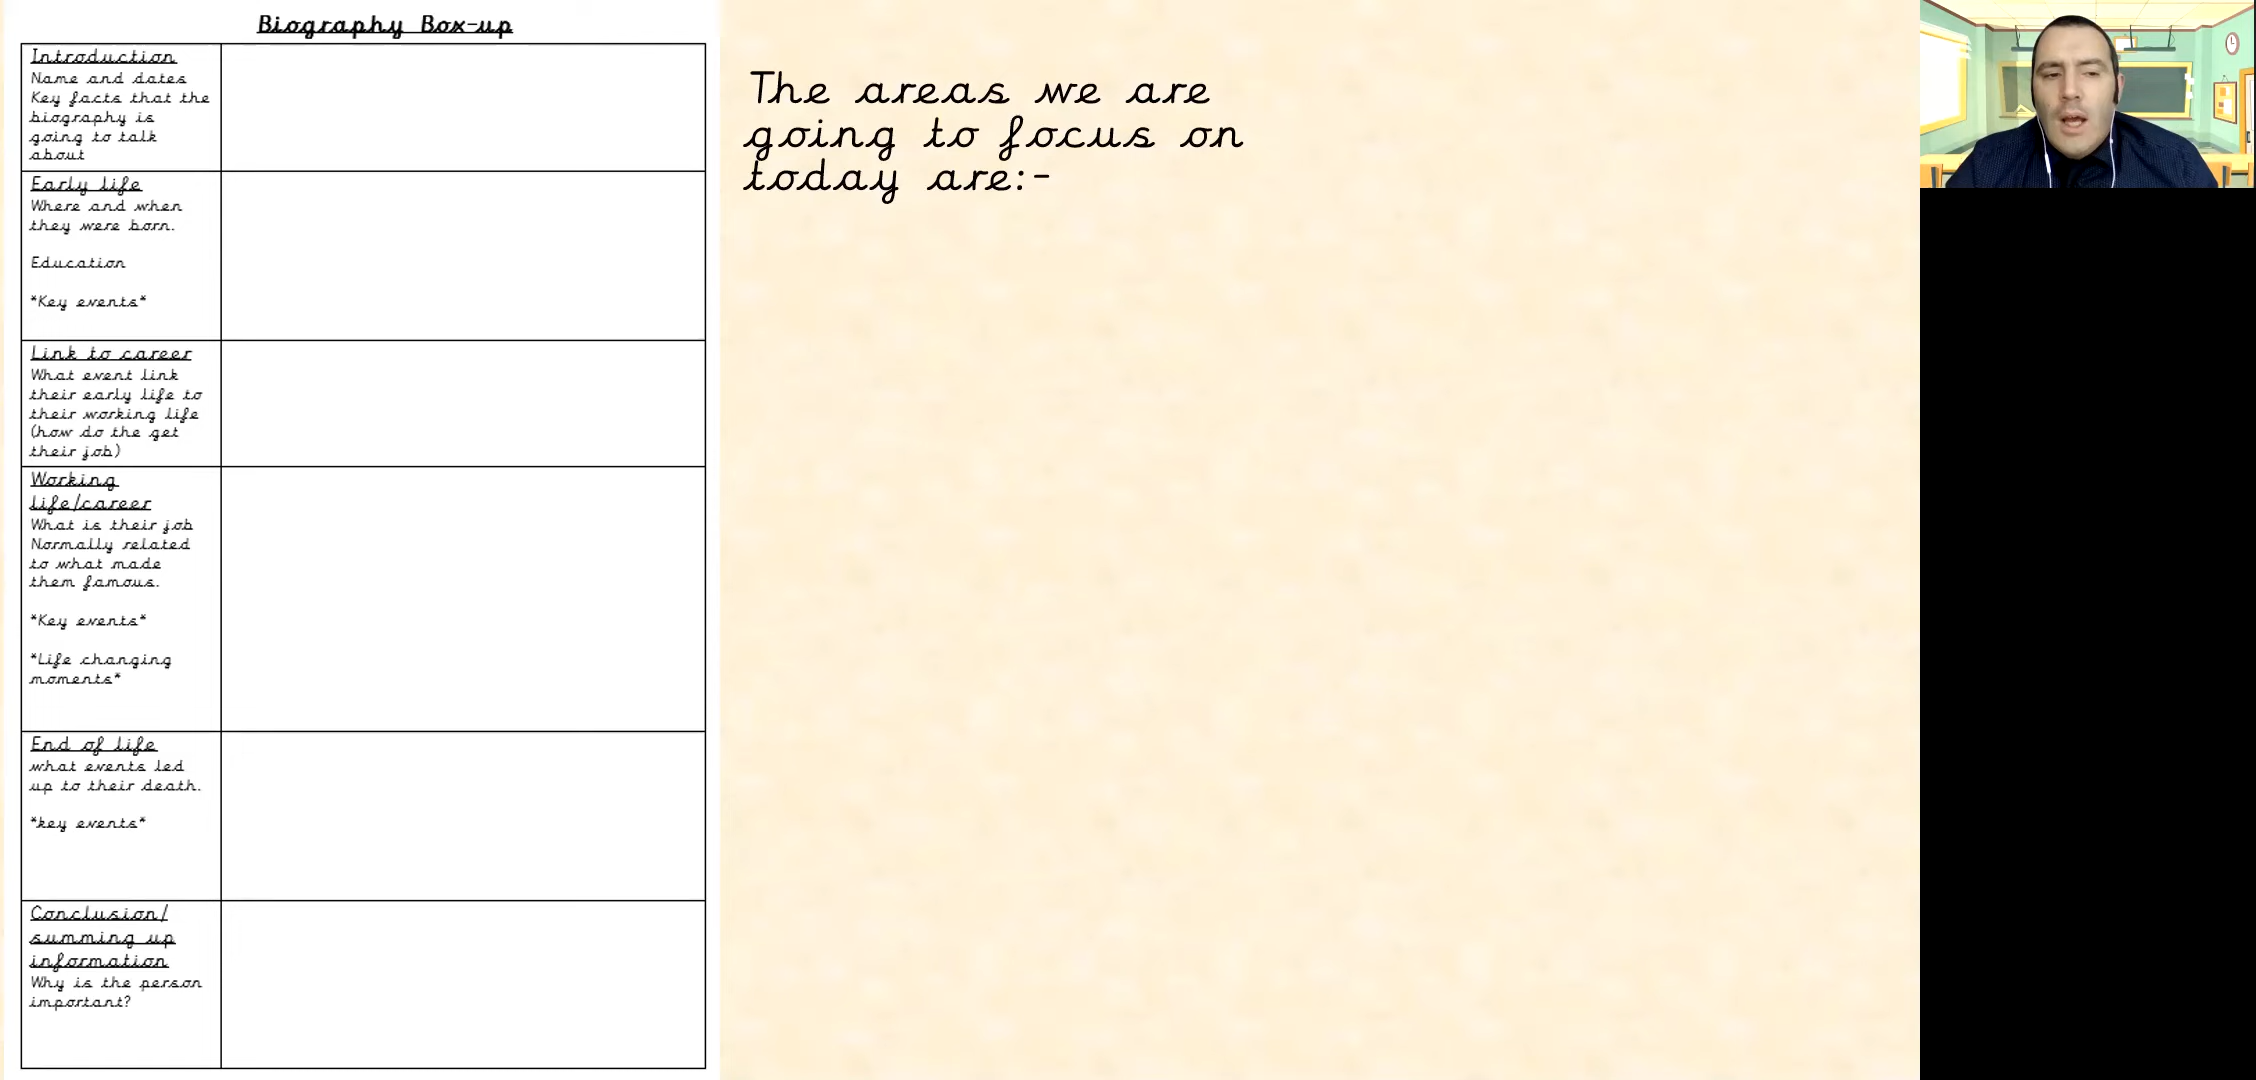 Biography Box-up
Introduction
Name and dates
Key facts that the
biography is
going to talk
about
Early life
Where and when
they were born.
Education
*Key events*
Link to career
What event link
their early life to
their working life
(how do the get
their job)
Working
life/career
What is their job
Normally related
to what made
them famous.
*Key events*
*Life changing
moments*
End of life
what events led
up to their death.
*key events*
Conclusion/
summing up
information
Why is the person
important?
The areas we are
going to focus on
today are:-